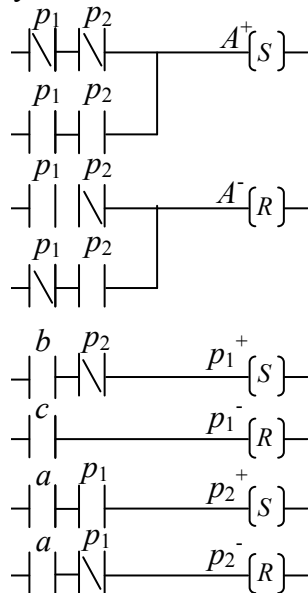 p1 p2 A+ S
p1 p2
p1 p2 A- R
p1 p2
b p2 p1+ S
c p1- R
a p1 p2+ S
a p1 p2- R